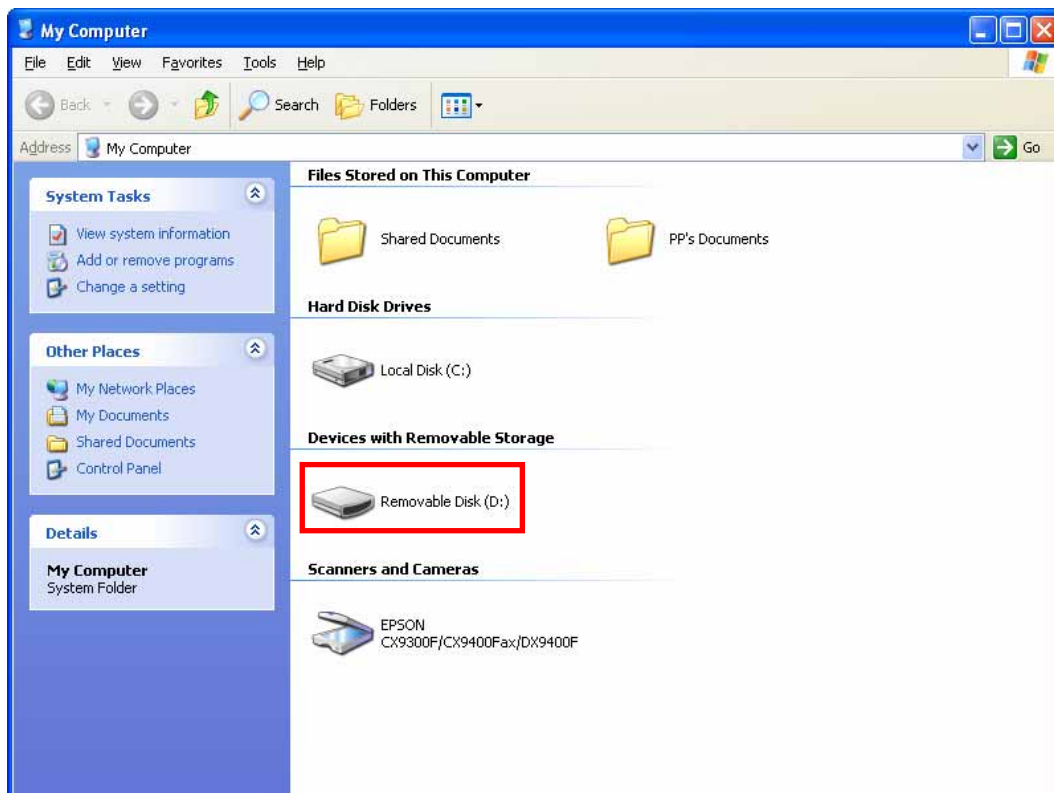 My Computer
File Edit View Favorites Tools Help
Back Search Folders
Address My Computer Go
System Tasks
View system information
Add or remove programs
Change a setting
Other Places
My Network Places
My Documents
Shared Documents
Control Panel
Details
My Computer
System Folder
Files Stored on This Computer
Shared Documents PP's Documents
Hard Disk Drives
Local Disk (C:)
Devices with Removable Storage
Removable Disk (D:)
Scanners and Cameras
EPSON
CX9300F/CX9400Fax/DX9400F